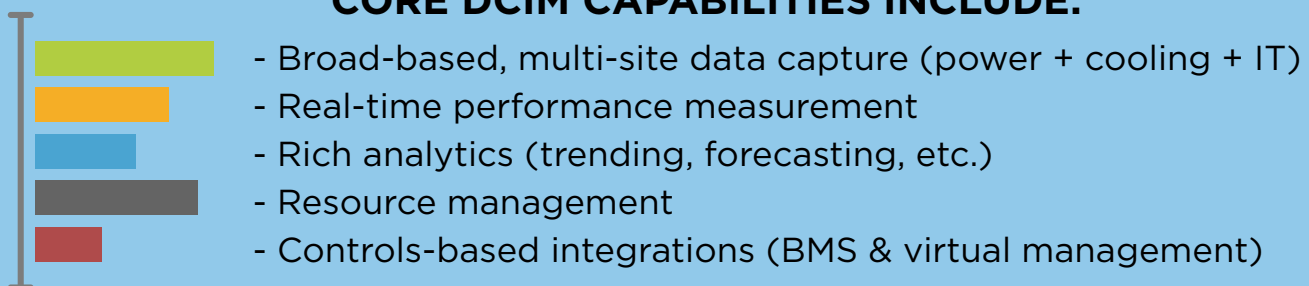 CORE DCIM CAPABILITIES INCLUDE:
- Broad-based, multi-site data capture (power + cooling + IT)
- Real-time performance measurement
- Rich analytics (trending, forecasting, etc.)
- Resource management
- Controls-based integrations (BMS & virtual management)